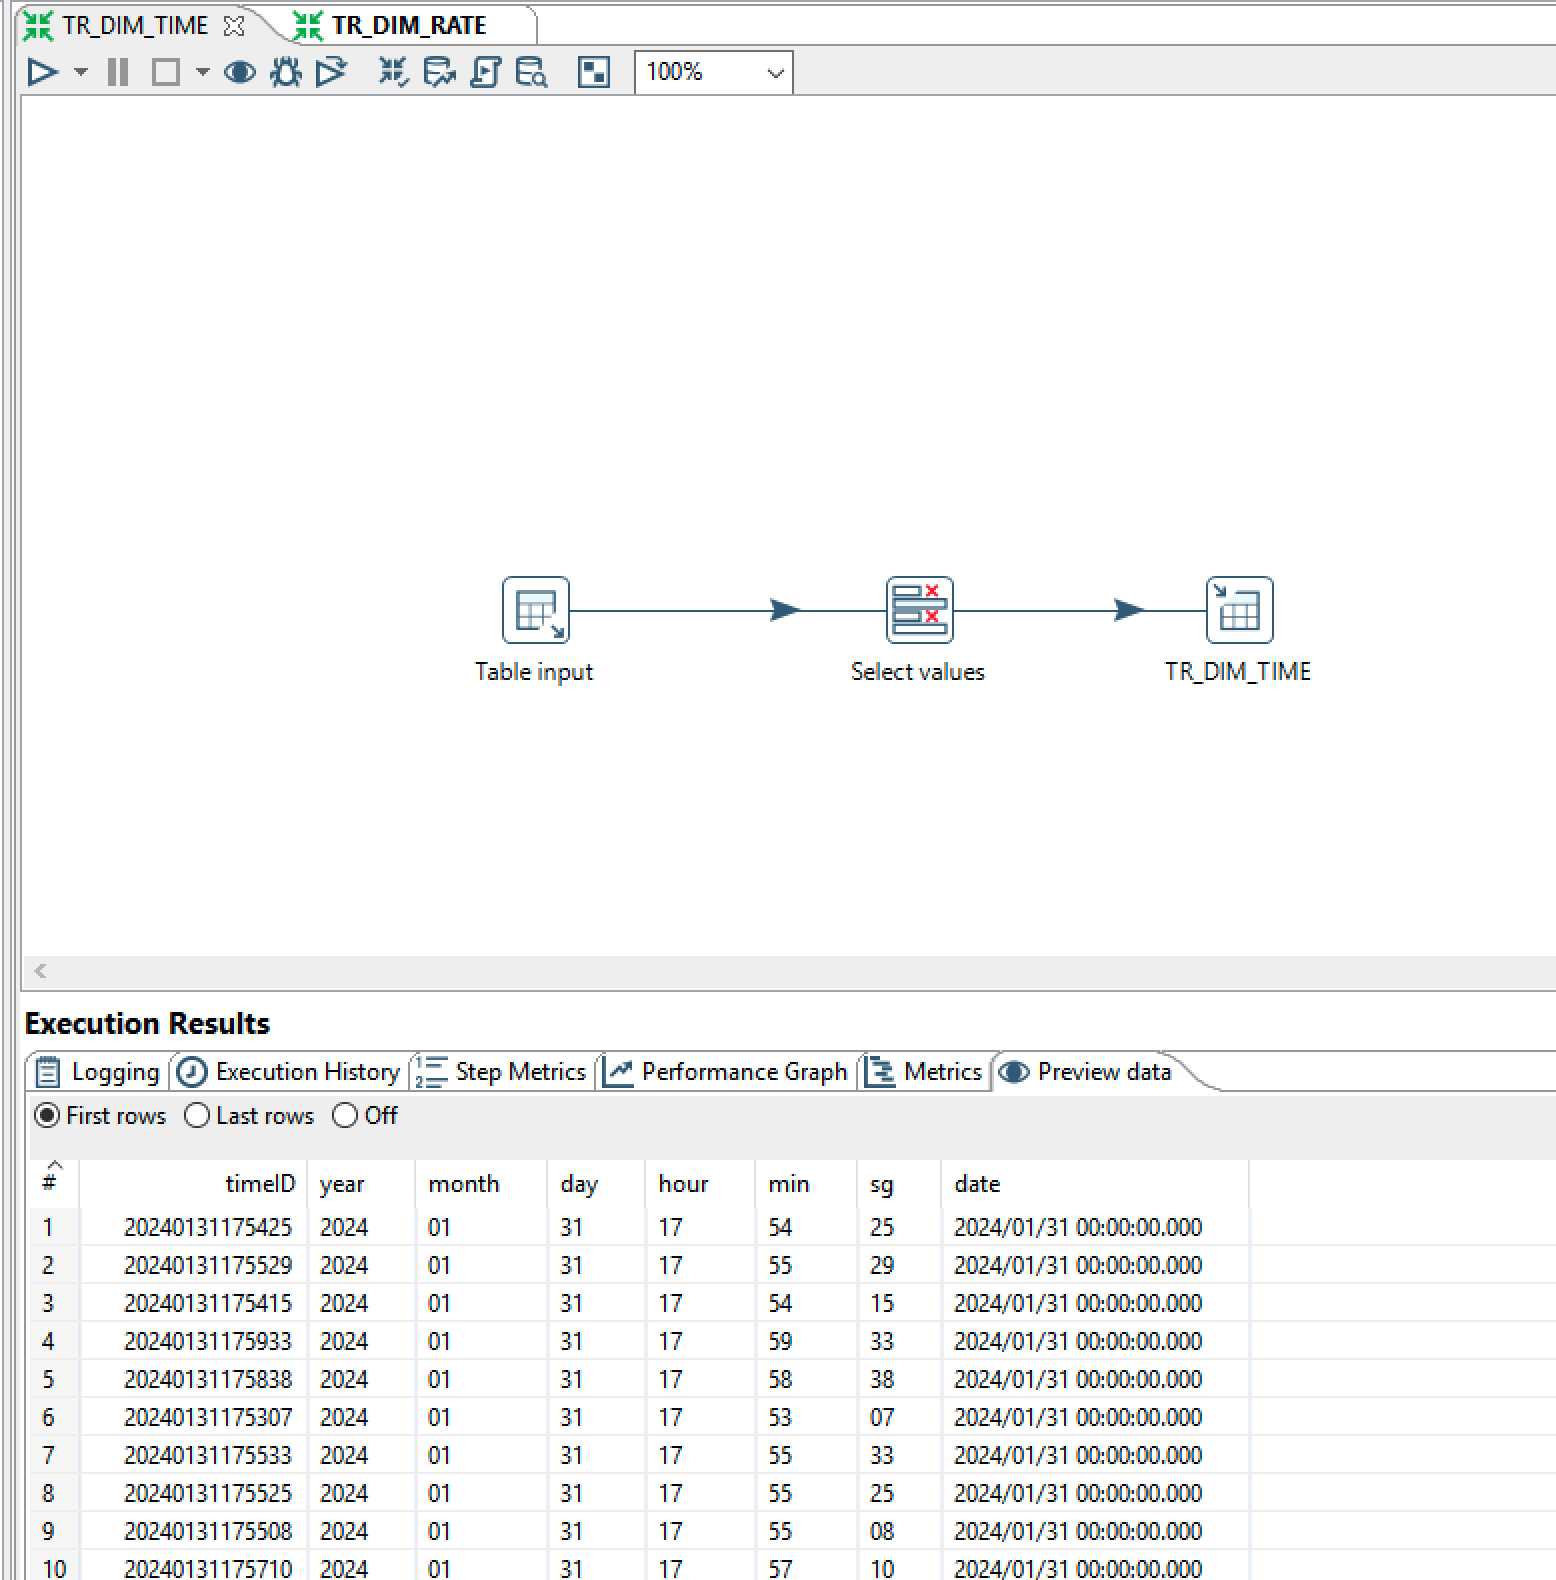 TR_DIM_TIME TR_DIM_RATE
100%
Table input Select values TR_DIM_TIME
Execution Results
Logging Execution History Step Metrics Performance Graph Metrics Preview data
First rows Last rows Off
# timeID year month day hour min sg date
1 20240131175425 2024 01 31 17 54 25 2024/01/31 00:00:00.000
2 20240131175529 2024 01 31 17 55 29 2024/01/31 00:00:00.000
3 20240131175415 2024 01 31 17 54 15 2024/01/31 00:00:00.000
4 20240131175933 2024 01 31 17 59 33 2024/01/31 00:00:00.000
5 20240131175838 2024 01 31 17 58 38 2024/01/31 00:00:00.000
6 20240131175307 2024 01 31 17 53 07 2024/01/31 00:00:00.000
7 20240131175533 2024 01 31 17 55 33 2024/01/31 00:00:00.000
8 20240131175525 2024 01 31 17 55 25 2024/01/31 00:00:00.000
9 20240131175508 2024 01 31 17 55 08 2024/01/31 00:00:00.000
10 20240131175710 2024 01 31 17 57 10 2024/01/31 00:00:00.000